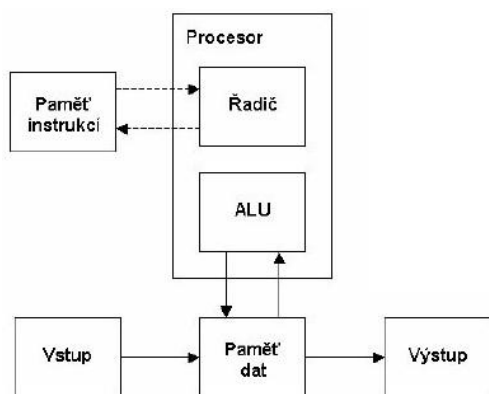 Procesor
Řadič
Paměť
instrukcí
ALU
Vstup
Paměť
dat
Výstup